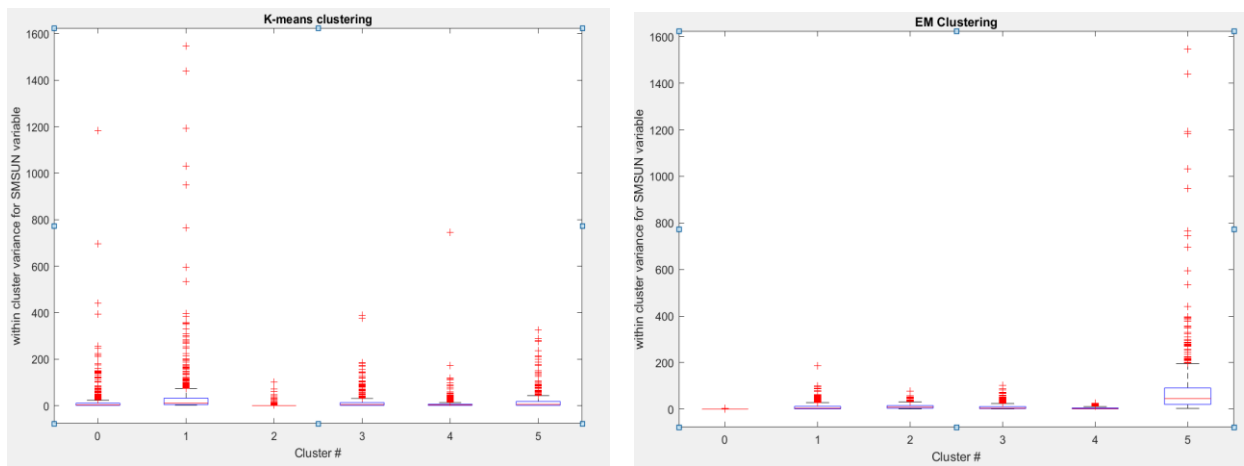 K-means clustering
within cluster variance for SMSUN variable
1600
1400
1200
1000
800
600
400
200
0
0 1 2 3 4 5
Cluster #
EM Clustering
within cluster variance for SMSUN variable
1600
1400
1200
1000
800
600
400
200
0
0 1 2 3 4 5
Cluster #